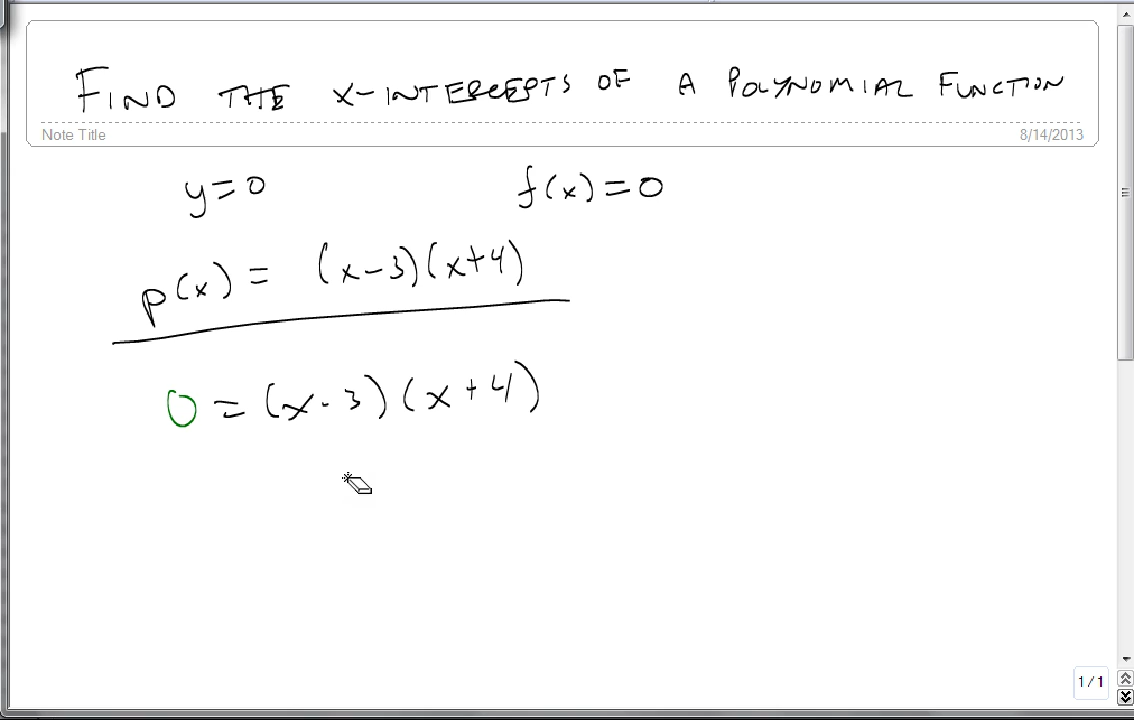 FIND THE X-INTERCEPTS OF A POLYNOMIAL FUNCTION
Note Title 8/14/2013
y=0 f(x)=0
p(x) = (x-3)(x+4)
0 = (x-3)(x+4)
1/1